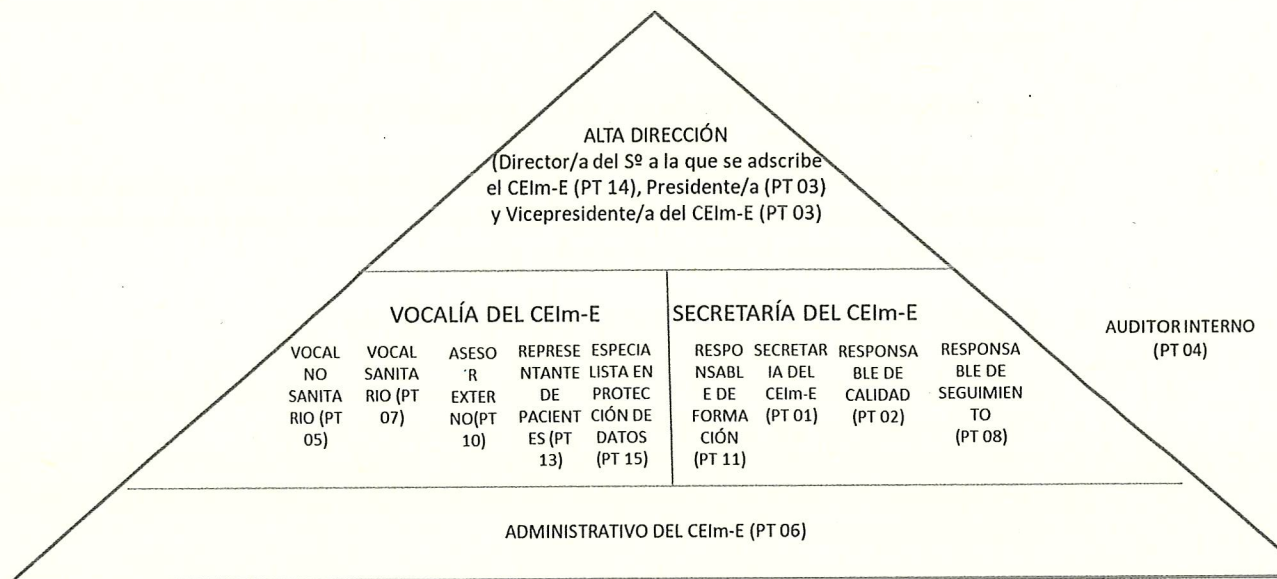 ALTA DIRECCIÓN
(Director/a del Sº a la que se adscribe
el CEIm-E (PT 14), Presidente/a (PT 03)
y Vicepresidente/a del CEIm-E (PT 03)
VOCALÍA DEL CEIm-E
VOCAL
NO
SANITA
RIO (PT
05)
VOCAL
SANITA
RIO (PT
07)
ASESO
R
EXTER
NO(PT
10)
REPRESE
NTANTE
DE
PACIENT
ES (PT
13)
ESPECIA
LISTA EN
PROTEC
CIÓN DE
DATOS
(PT 15)
SECRETARÍA DEL CEIm-E
RESPO
NSABL
E DE
FORMA
CIÓN
(PT 11)
SECRETAR
IA DEL
CEIm-E
(PT 01)
RESPONSA
BLE DE
CALIDAD
(PT 02)
RESPONSA
BLE DE
SEGUIMIEN
TO
(PT 08)
AUDITOR INTERNO
(PT 04)
ADMINISTRATIVO DEL CEIm-E (PT 06)